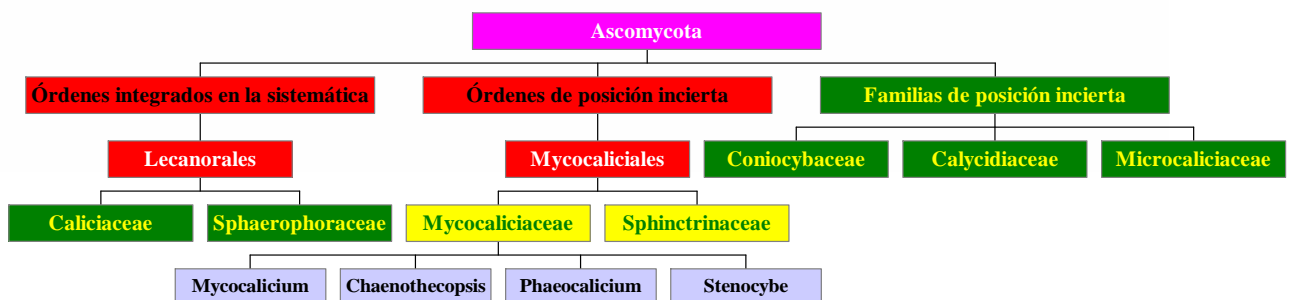 Ascomycota
Órdenes integrados en la sistemática
Órdenes de posición incierta
Familias de posición incierta
Lecanorales
Mycocaliciales
Coniocybaceae
Calycidiaceae
Microcaliciaceae
Caliciaceae
Sphaerophoraceae
Mycocaliciaceae
Sphinctrinaceae
Mycocalicium
Chaenothecopsis
Phaeocalicium
Stenocybe